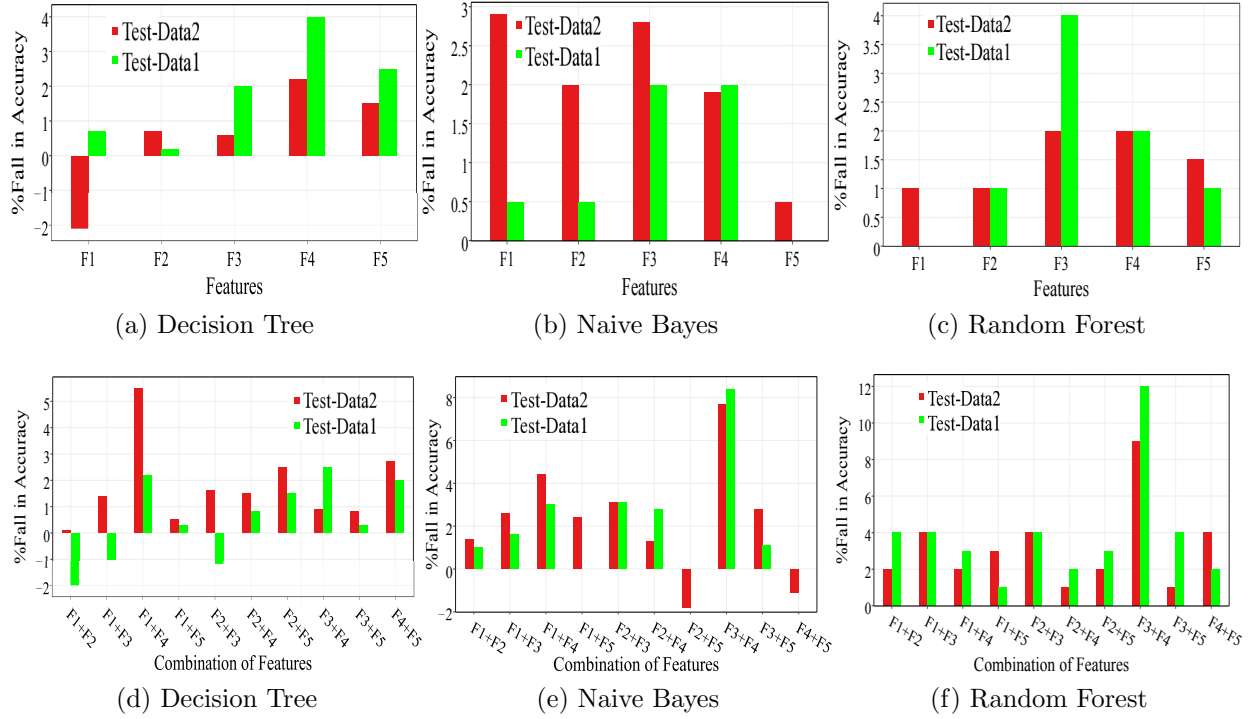 %Fall in Accuracy
4
3
2
1
0
−1
−2
Test-Data2
Test-Data1
F1 F2 F3 F4 F5
Features
(a) Decision Tree
%Fall in Accuracy
3
2.5
2
1.5
1
0.5
0
Test-Data2
Test-Data1
F1 F2 F3 F4 F5
Features
(b) Naive Bayes
%Fall in Accuracy
4
3.5
3
2.5
2
1.5
1
0.5
0
Test-Data2
Test-Data1
F1 F2 F3 F4 F5
Features
(c) Random Forest
%Fall in Accuracy
5
4
3
2
1
0
−1
−2
Test-Data2
Test-Data1
F1+F2 F1+F3 F1+F4 F1+F5 F2+F3 F2+F4 F2+F5 F3+F4 F3+F5 F4+F5
Combination of Features
(d) Decision Tree
%Fall in Accuracy
8
6
4
2
0
−2
Test-Data2
Test-Data1
F1+F2 F1+F3 F1+F4 F1+F5 F2+F3 F2+F4 F2+F5 F3+F4 F3+F5 F4+F5
Combination of Features
(e) Naive Bayes
%Fall in Accuracy
12
10
8
6
4
2
0
Test-Data2
Test-Data1
F1+F2 F1+F3 F1+F4 F1+F5 F2+F3 F2+F4 F2+F5 F3+F4 F3+F5 F4+F5
Combination of Features
(f) Random Forest